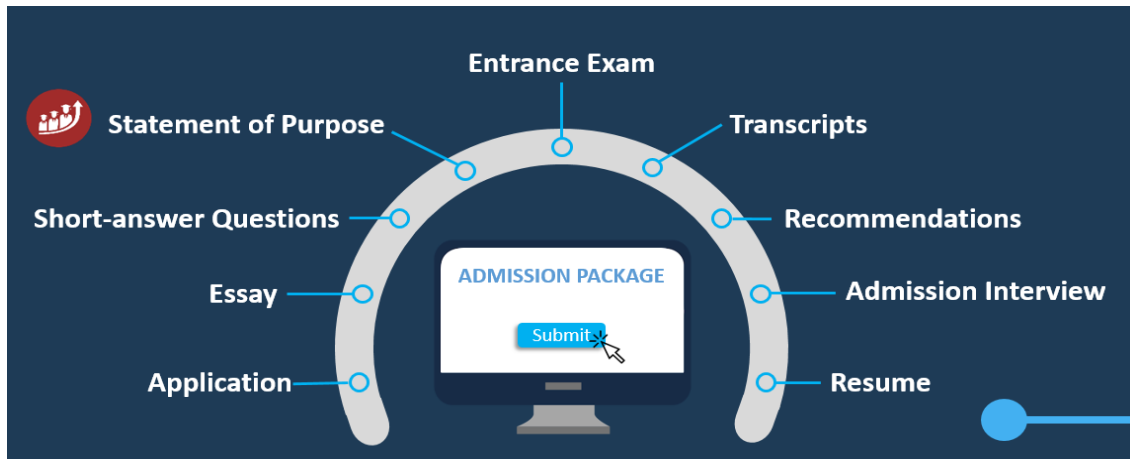 Entrance Exam
Statement of Purpose
Transcripts
Short-answer Questions
Recommendations
Essay
Admission Interview
Application
Resume
ADMISSION PACKAGE
Submit